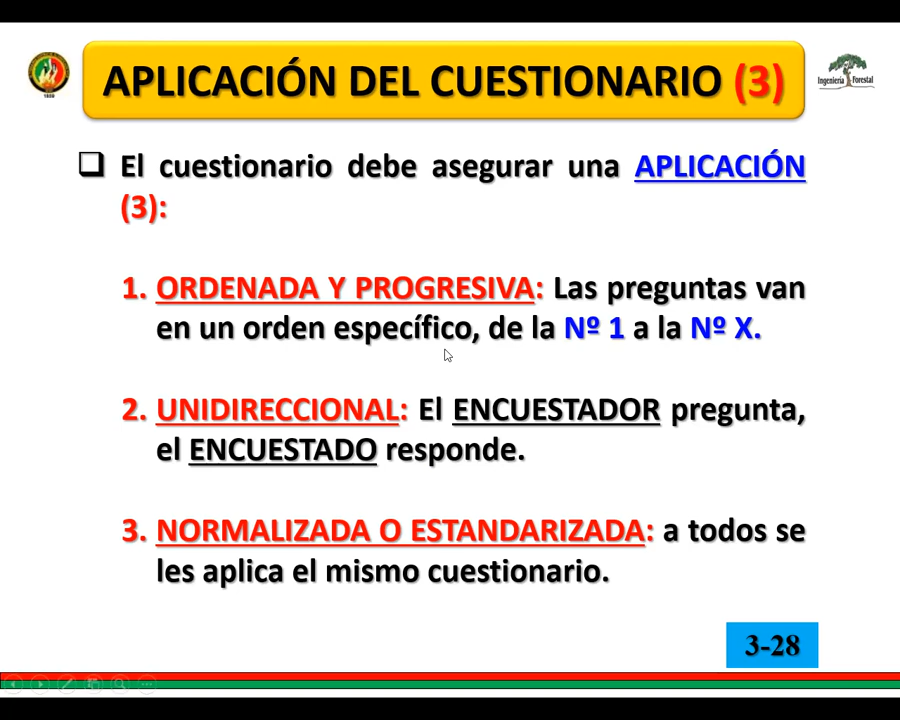 APLICACIÓN DEL CUESTIONARIO (3)
1859
Ingeniería Forestal
El cuestionario debe asegurar una APLICACIÓN
(3):
1. ORDENADA Y PROGRESIVA: Las preguntas van
en un orden específico, de la Nº 1 a la Nº X.
2. UNIDIRECCIONAL: El ENCUESTADOR pregunta,
el ENCUESTADO responde.
3. NORMALIZADA O ESTANDARIZADA: a todos se
les aplica el mismo cuestionario.
3-28